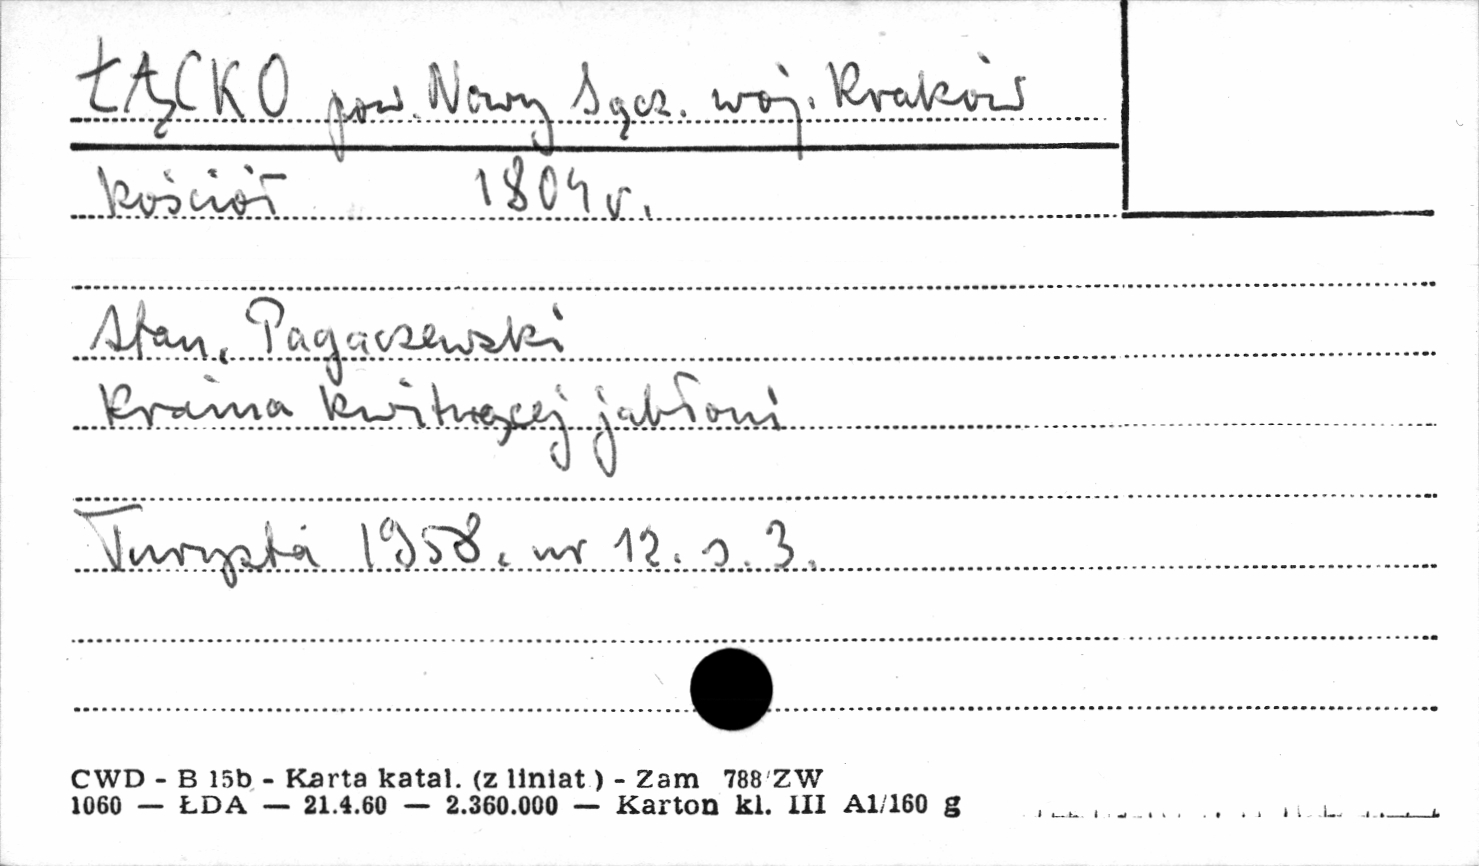 ŁĄCKO pow. Nowy Sącz. woj. Kraków
kościół 1804 r.
Stan. Pagaczewski
Kraina kwitnącej jabłoni
Turysta 1958. nr 12. s. 3.
CWD - B 15b - Karta katal. (z liniat.) - Zam 788/ZW
1060 — ŁDA — 21.4.60 — 2.360.000 — Karton kl. III A1/160 g